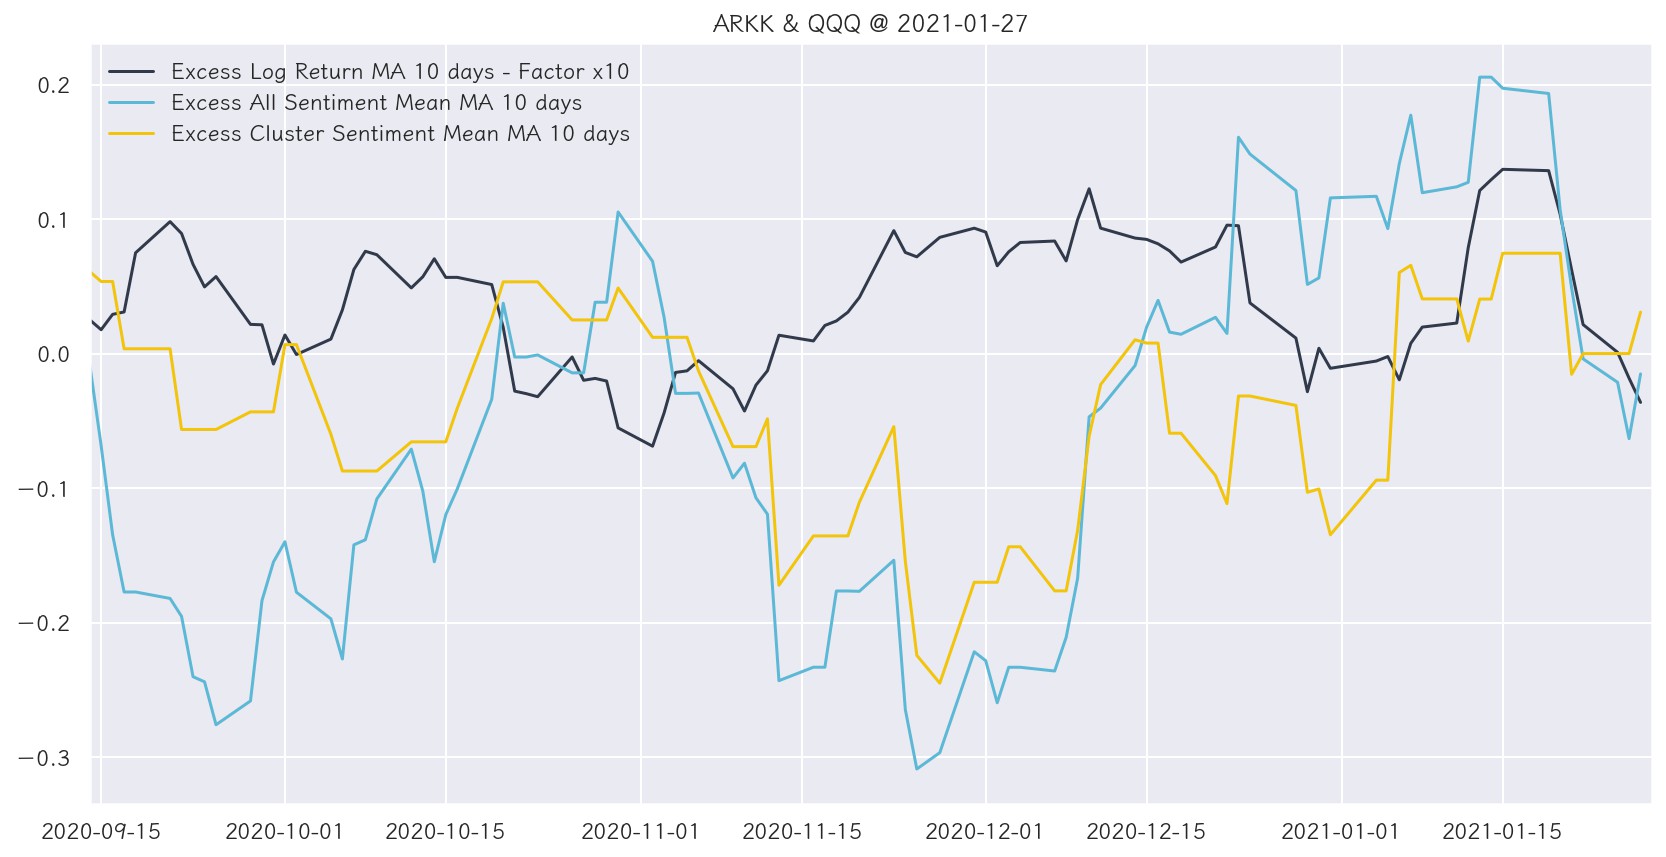 ARKK & QQQ @ 2021-01-27
Excess Log Return MA 10 days - Factor x10
Excess All Sentiment Mean MA 10 days
Excess Cluster Sentiment Mean MA 10 days
0.2
0.1
0.0
−0.1
−0.2
−0.3
2020-09-15 2020-10-01 2020-10-15 2020-11-01 2020-11-15 2020-12-01 2020-12-15 2021-01-01 2021-01-15